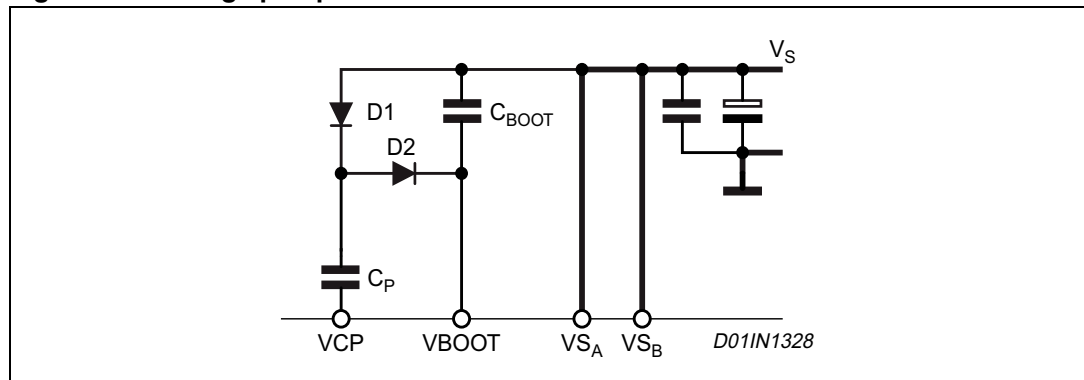 V_S
D1
C_BOOT
D2
C_P
VCP VBOOT VS_A VS_B D01IN1328